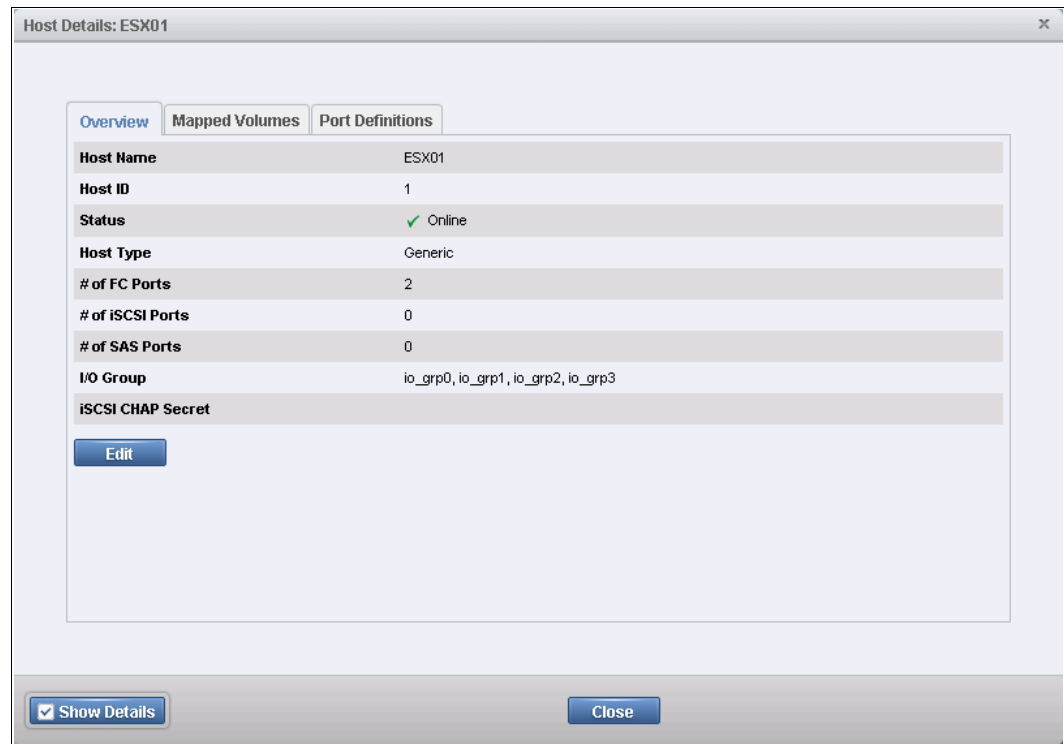 Host Details: ESX01 x
Overview Mapped Volumes Port Definitions
Host Name ESX01
Host ID 1
Status Online
Host Type Generic
# of FC Ports 2
# of iSCSI Ports 0
# of SAS Ports 0
I/O Group io_grp0, io_grp1, io_grp2, io_grp3
iSCSI CHAP Secret
Edit
Show Details Close